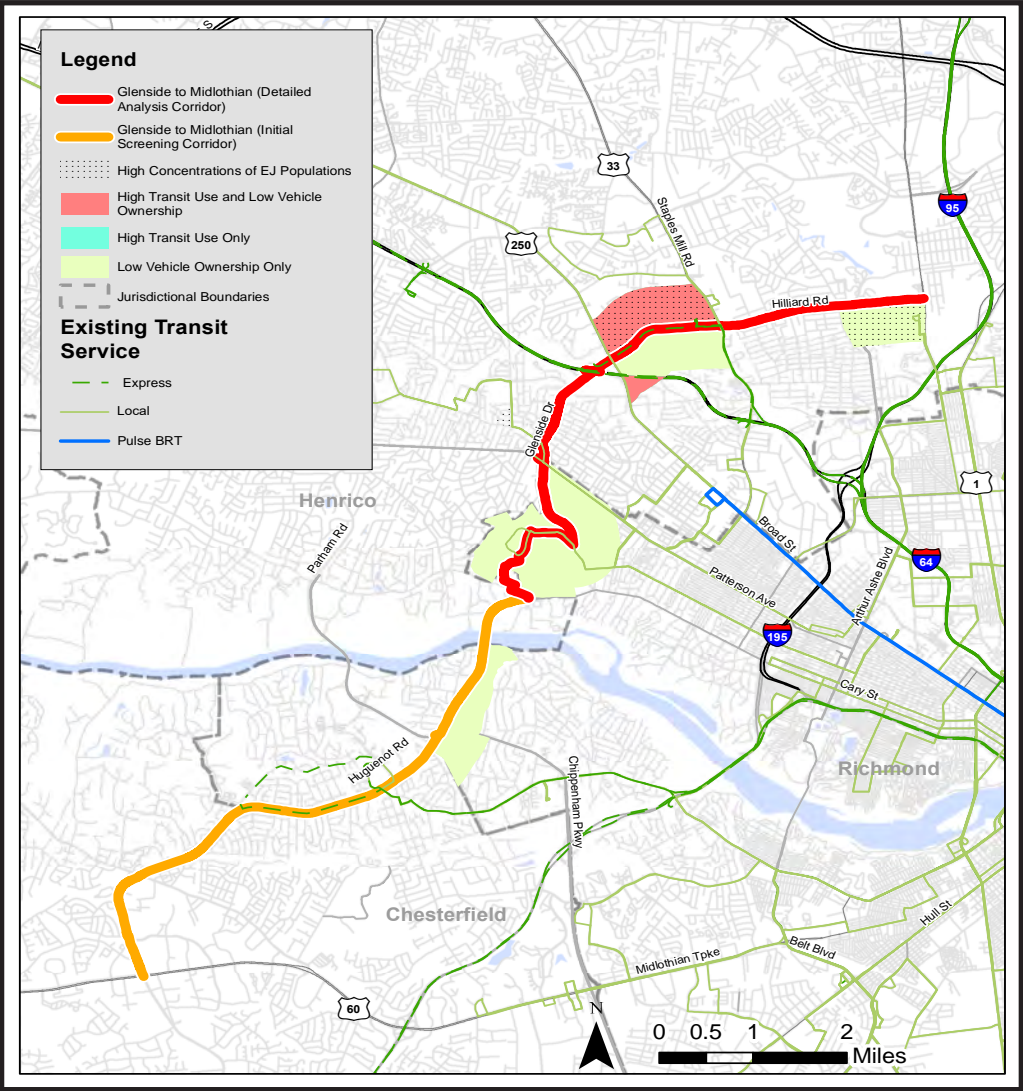 Legend
Glenside to Midlothian (Detailed
Analysis Corridor)
Glenside to Midlothian (Initial
Screening Corridor)
High Concentrations of EJ Populations
High Transit Use and Low Vehicle
Ownership
High Transit Use Only
Low Vehicle Ownership Only
Jurisdictional Boundaries
Existing Transit
Service
Express
Local
Pulse BRT
33
95
Staples Mill Rd
250
Hilliard Rd
Glenside Dr
1
Henrico
Broad St
Parham Rd
64
Patterson Ave
Arthur Ashe Blvd
195
Cary St
Huguenot Rd
Richmond
Chippenham Pkwy
Chesterfield
Hull St
Belt Blvd
Midlothian Tpke
60
N
0 0.5 1 2
Miles